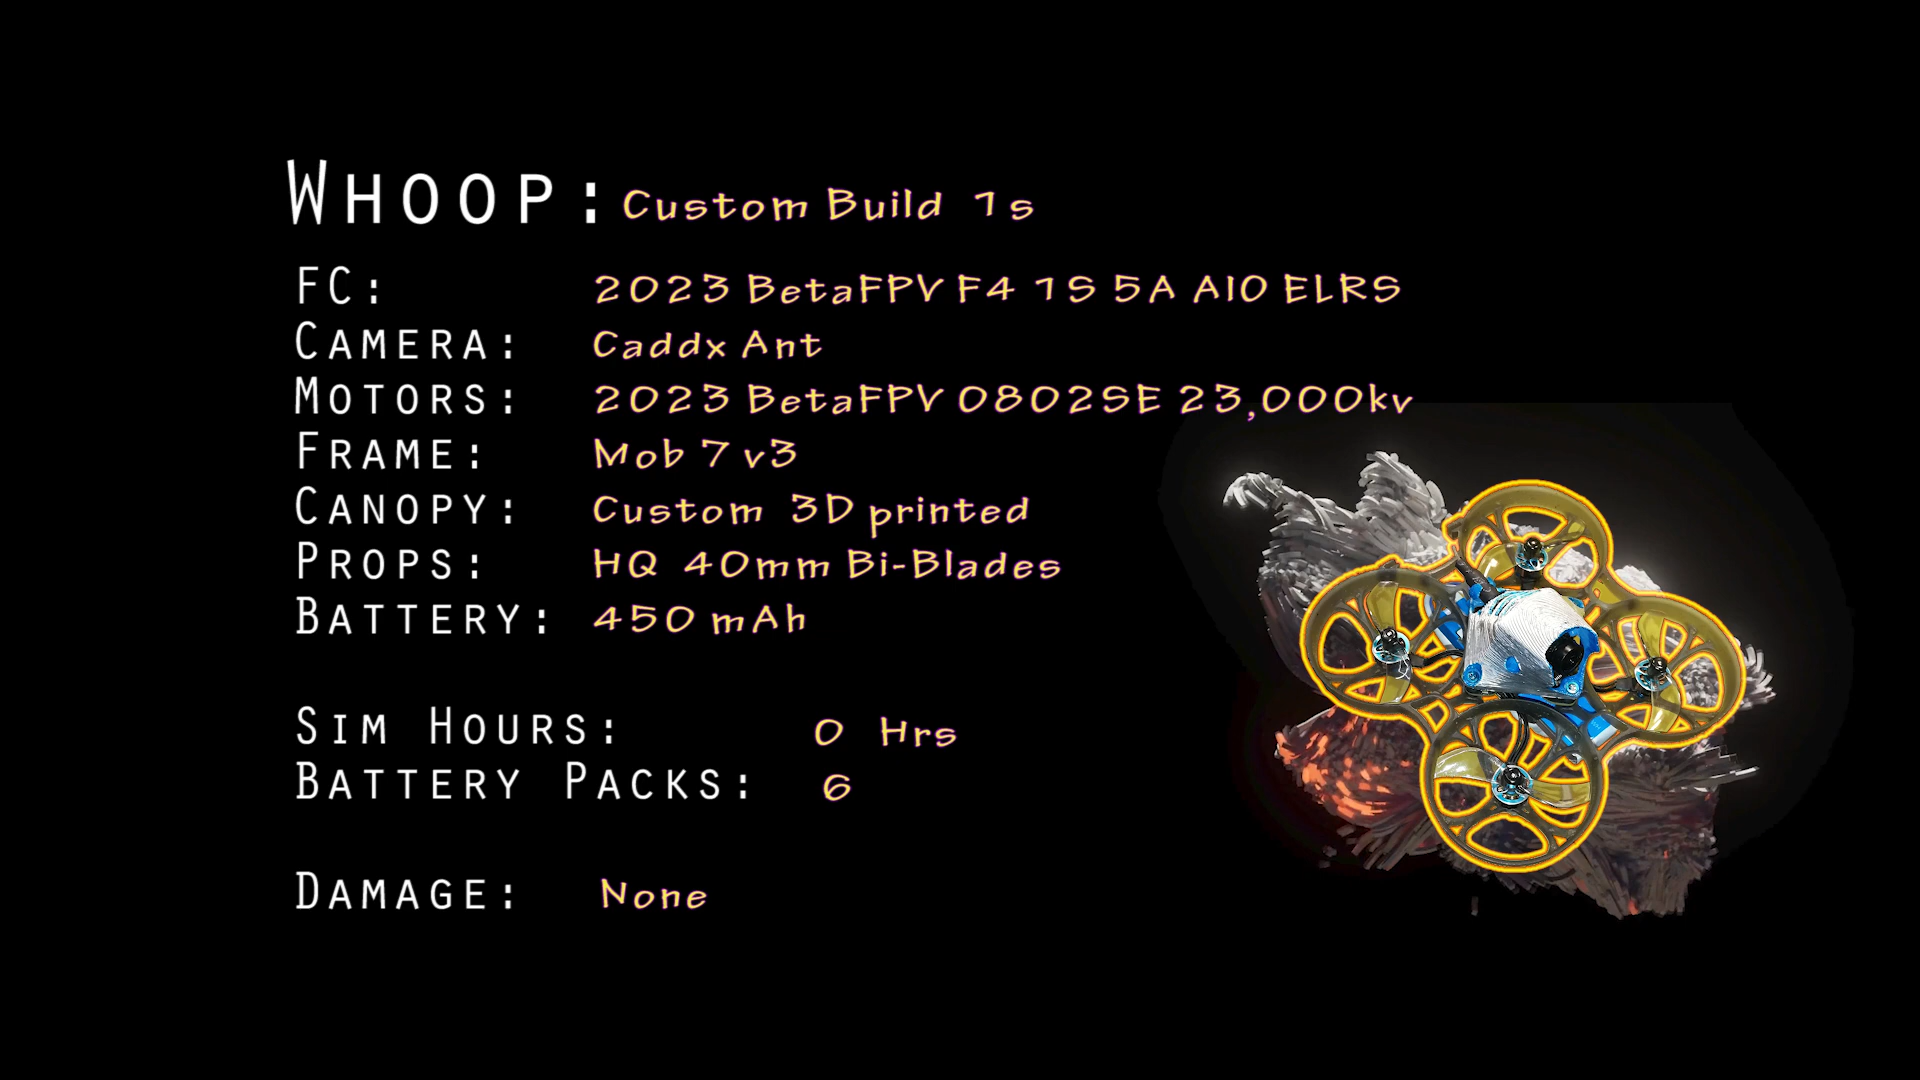 Whoop: Custom Build 1s
FC: 2023 BetaFPV F4 1S 5A AIO ELRS
Camera: Caddx Ant
Motors: 2023 BetaFPV 0802SE 23,000kv
Frame: Mob 7 v3
Canopy: Custom 3D printed
Props: HQ 40mm Bi-Blades
Battery: 450 mAh
Sim Hours: 0 Hrs
Battery Packs: 6
Damage: None